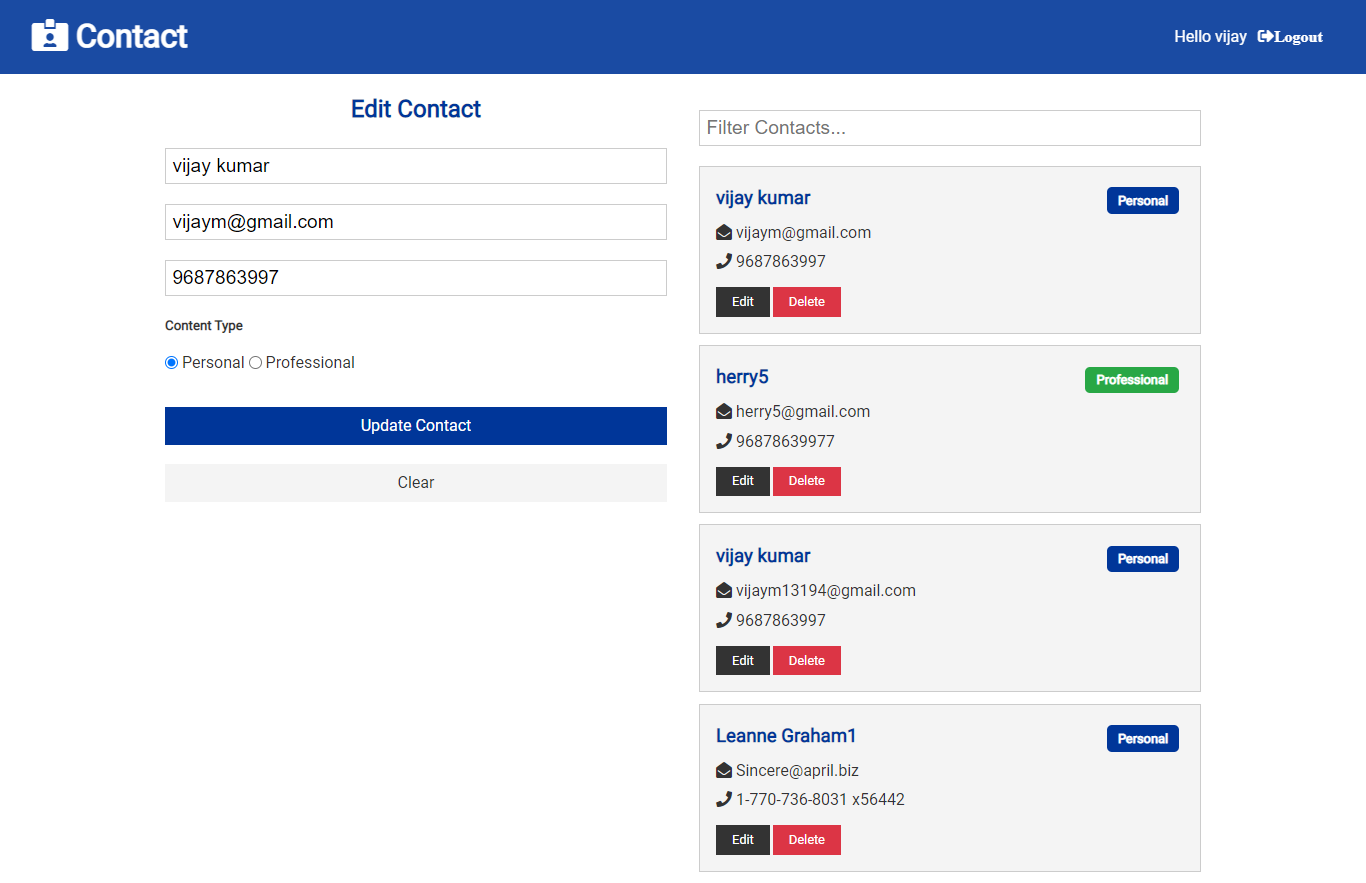 Contact
Hello vijay Logout
Edit Contact
vijay kumar
vijaym@gmail.com
9687863997
Content Type
Personal Professional
Update Contact
Clear
Filter Contacts...
vijay kumar
Personal
vijaym@gmail.com
9687863997
Edit Delete
herry5
Professional
herry5@gmail.com
96878639977
Edit Delete
vijay kumar
Personal
vijaym13194@gmail.com
9687863997
Edit Delete
Leanne Graham1
Personal
Sincere@april.biz
1-770-736-8031 x56442
Edit Delete